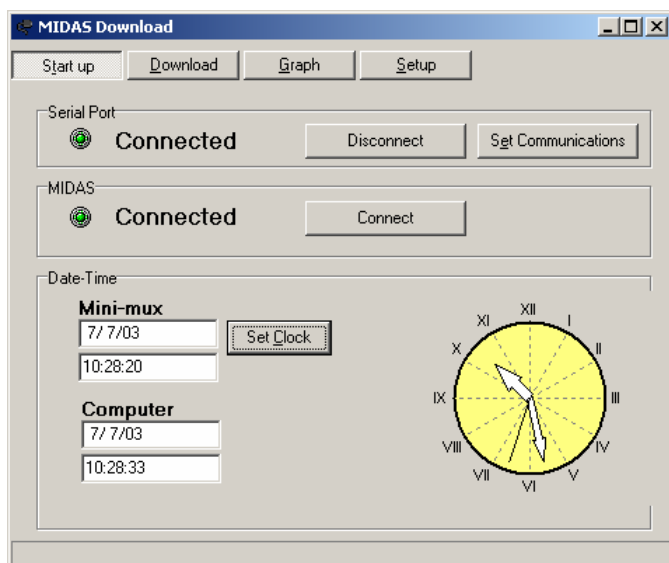 MIDAS Download
Start up Download Graph Setup
Serial Port
Connected Disconnect Set Communications
MIDAS
Connected Connect
Date-Time
Mini-mux
7/ 7/03 Set Clock
10:28:20
Computer
7/ 7/03
10:28:33
XII
XI I
X II
IX III
VIII IV
VII V
VI